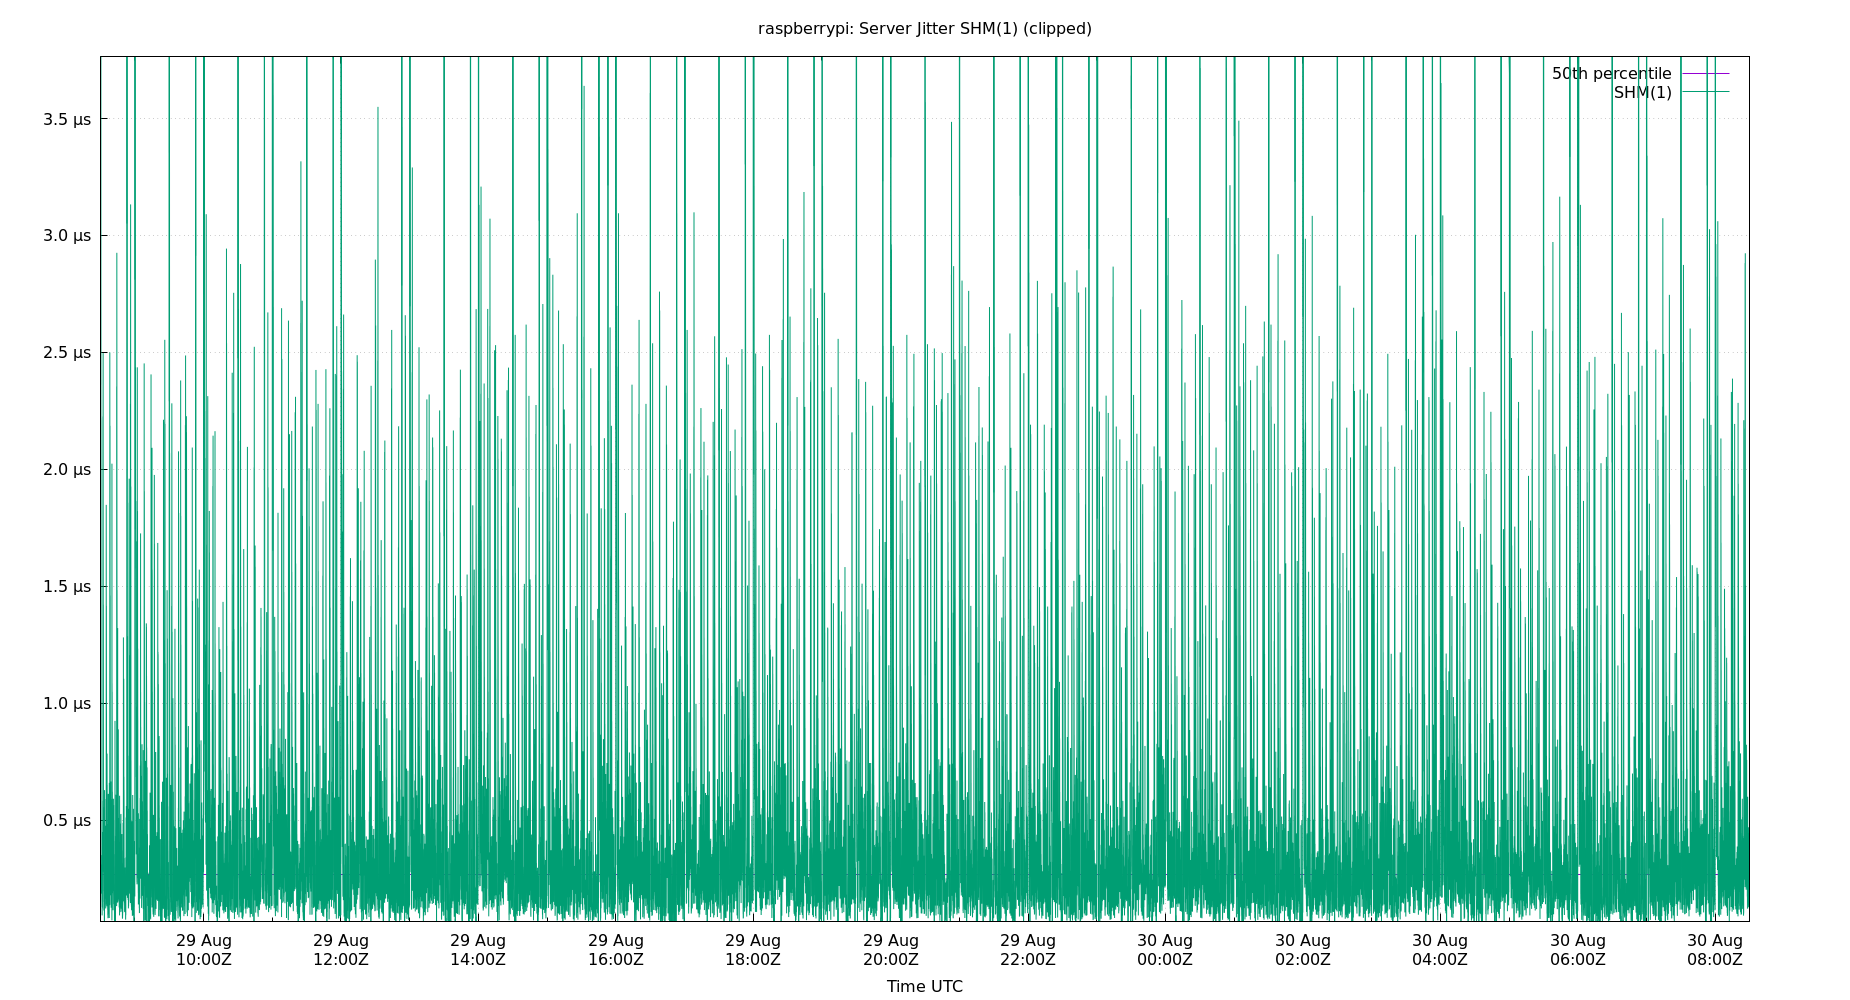 raspberrypi: Server Jitter SHM(1) (clipped)
50th percentile
SHM(1)
3.5 µs
3.0 µs
2.5 µs
2.0 µs
1.5 µs
1.0 µs
0.5 µs
29 Aug 29 Aug 29 Aug 29 Aug 29 Aug 29 Aug 29 Aug 30 Aug 30 Aug 30 Aug 30 Aug 30 Aug
10:00Z 12:00Z 14:00Z 16:00Z 18:00Z 20:00Z 22:00Z 00:00Z 02:00Z 04:00Z 06:00Z 08:00Z
Time UTC